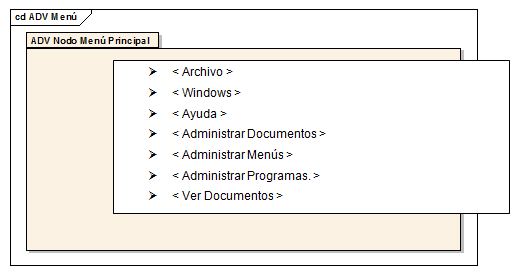 cd ADV Menú
ADV Nodo Menú Principal
➢ < Archivo >
➢ < Windows >
➢ < Ayuda >
➢ < Administrar Documentos >
➢ < Administrar Menús >
➢ < Administrar Programas. >
➢ < Ver Documentos >